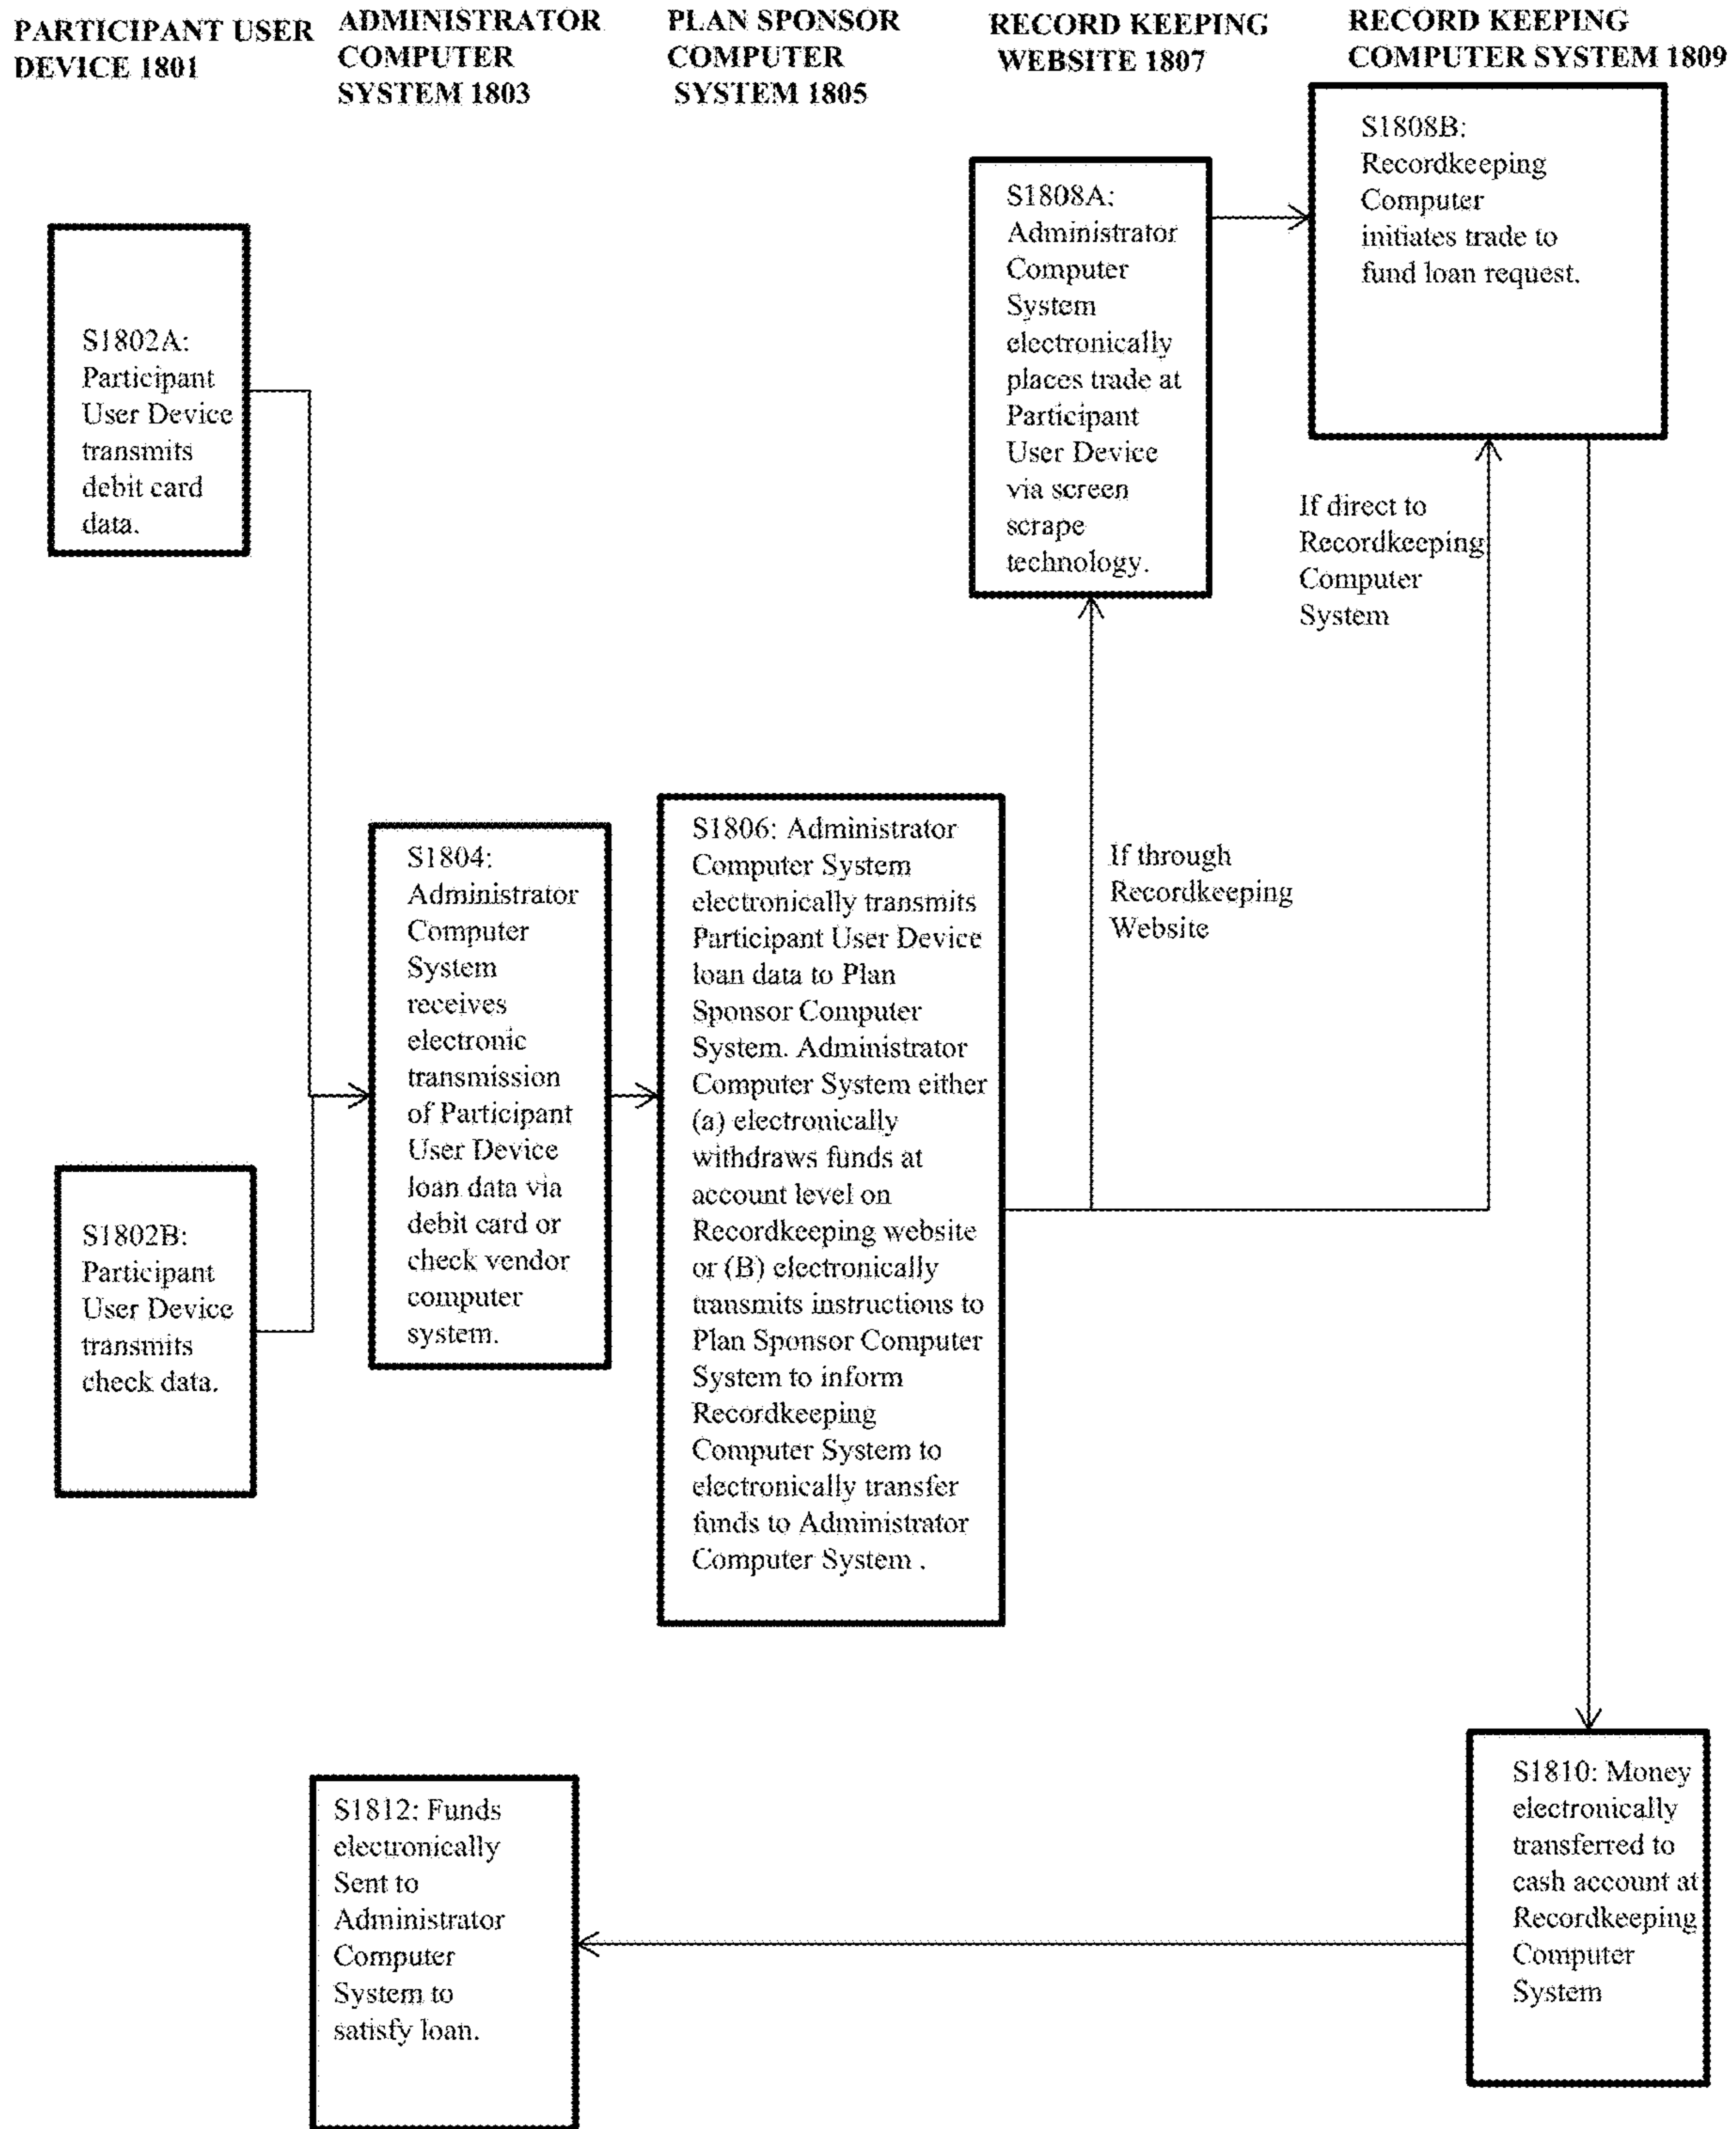 PARTICIPANT USER
DEVICE 1801
ADMINISTRATOR
COMPUTER
SYSTEM 1803
PLAN SPONSOR
COMPUTER
SYSTEM 1805
RECORD KEEPING
WEBSITE 1807
RECORD KEEPING
COMPUTER SYSTEM 1809
S1808B:
Recordkeeping
Computer
initiates trade to
fund loan request.
S1808A:
Administrator
Computer
System
electronically
places trade at
Participant
User Device
via screen
scrape
technology.
S1802A:
Participant
User Device
transmits
debit card
data.
If direct to
Recordkeeping
Computer
System
S1806: Administrator
Computer System
electronically transmits
Participant User Device
loan data to Plan
Sponsor Computer
System. Administrator
Computer System either
(a) electronically
withdraws funds at
account level on
Recordkeeping website
or (B) electronically
transmits instructions to
Plan Sponsor Computer
System to inform
Recordkeeping
Computer System to
electronically transfer
funds to Administrator
Computer System .
If through
Recordkeeping
Website
S1804:
Administrator
Computer
System
receives
electronic
transmission
of Participant
User Device
loan data via
debit card or
check vendor
computer
system.
S1802B:
Participant
User Device
transmits
check data.
S1810: Money
electronically
transferred to
cash account at
Recordkeeping
Computer
System
S1812: Funds
electronically
Sent to
Administrator
Computer
System to
satisfy loan.